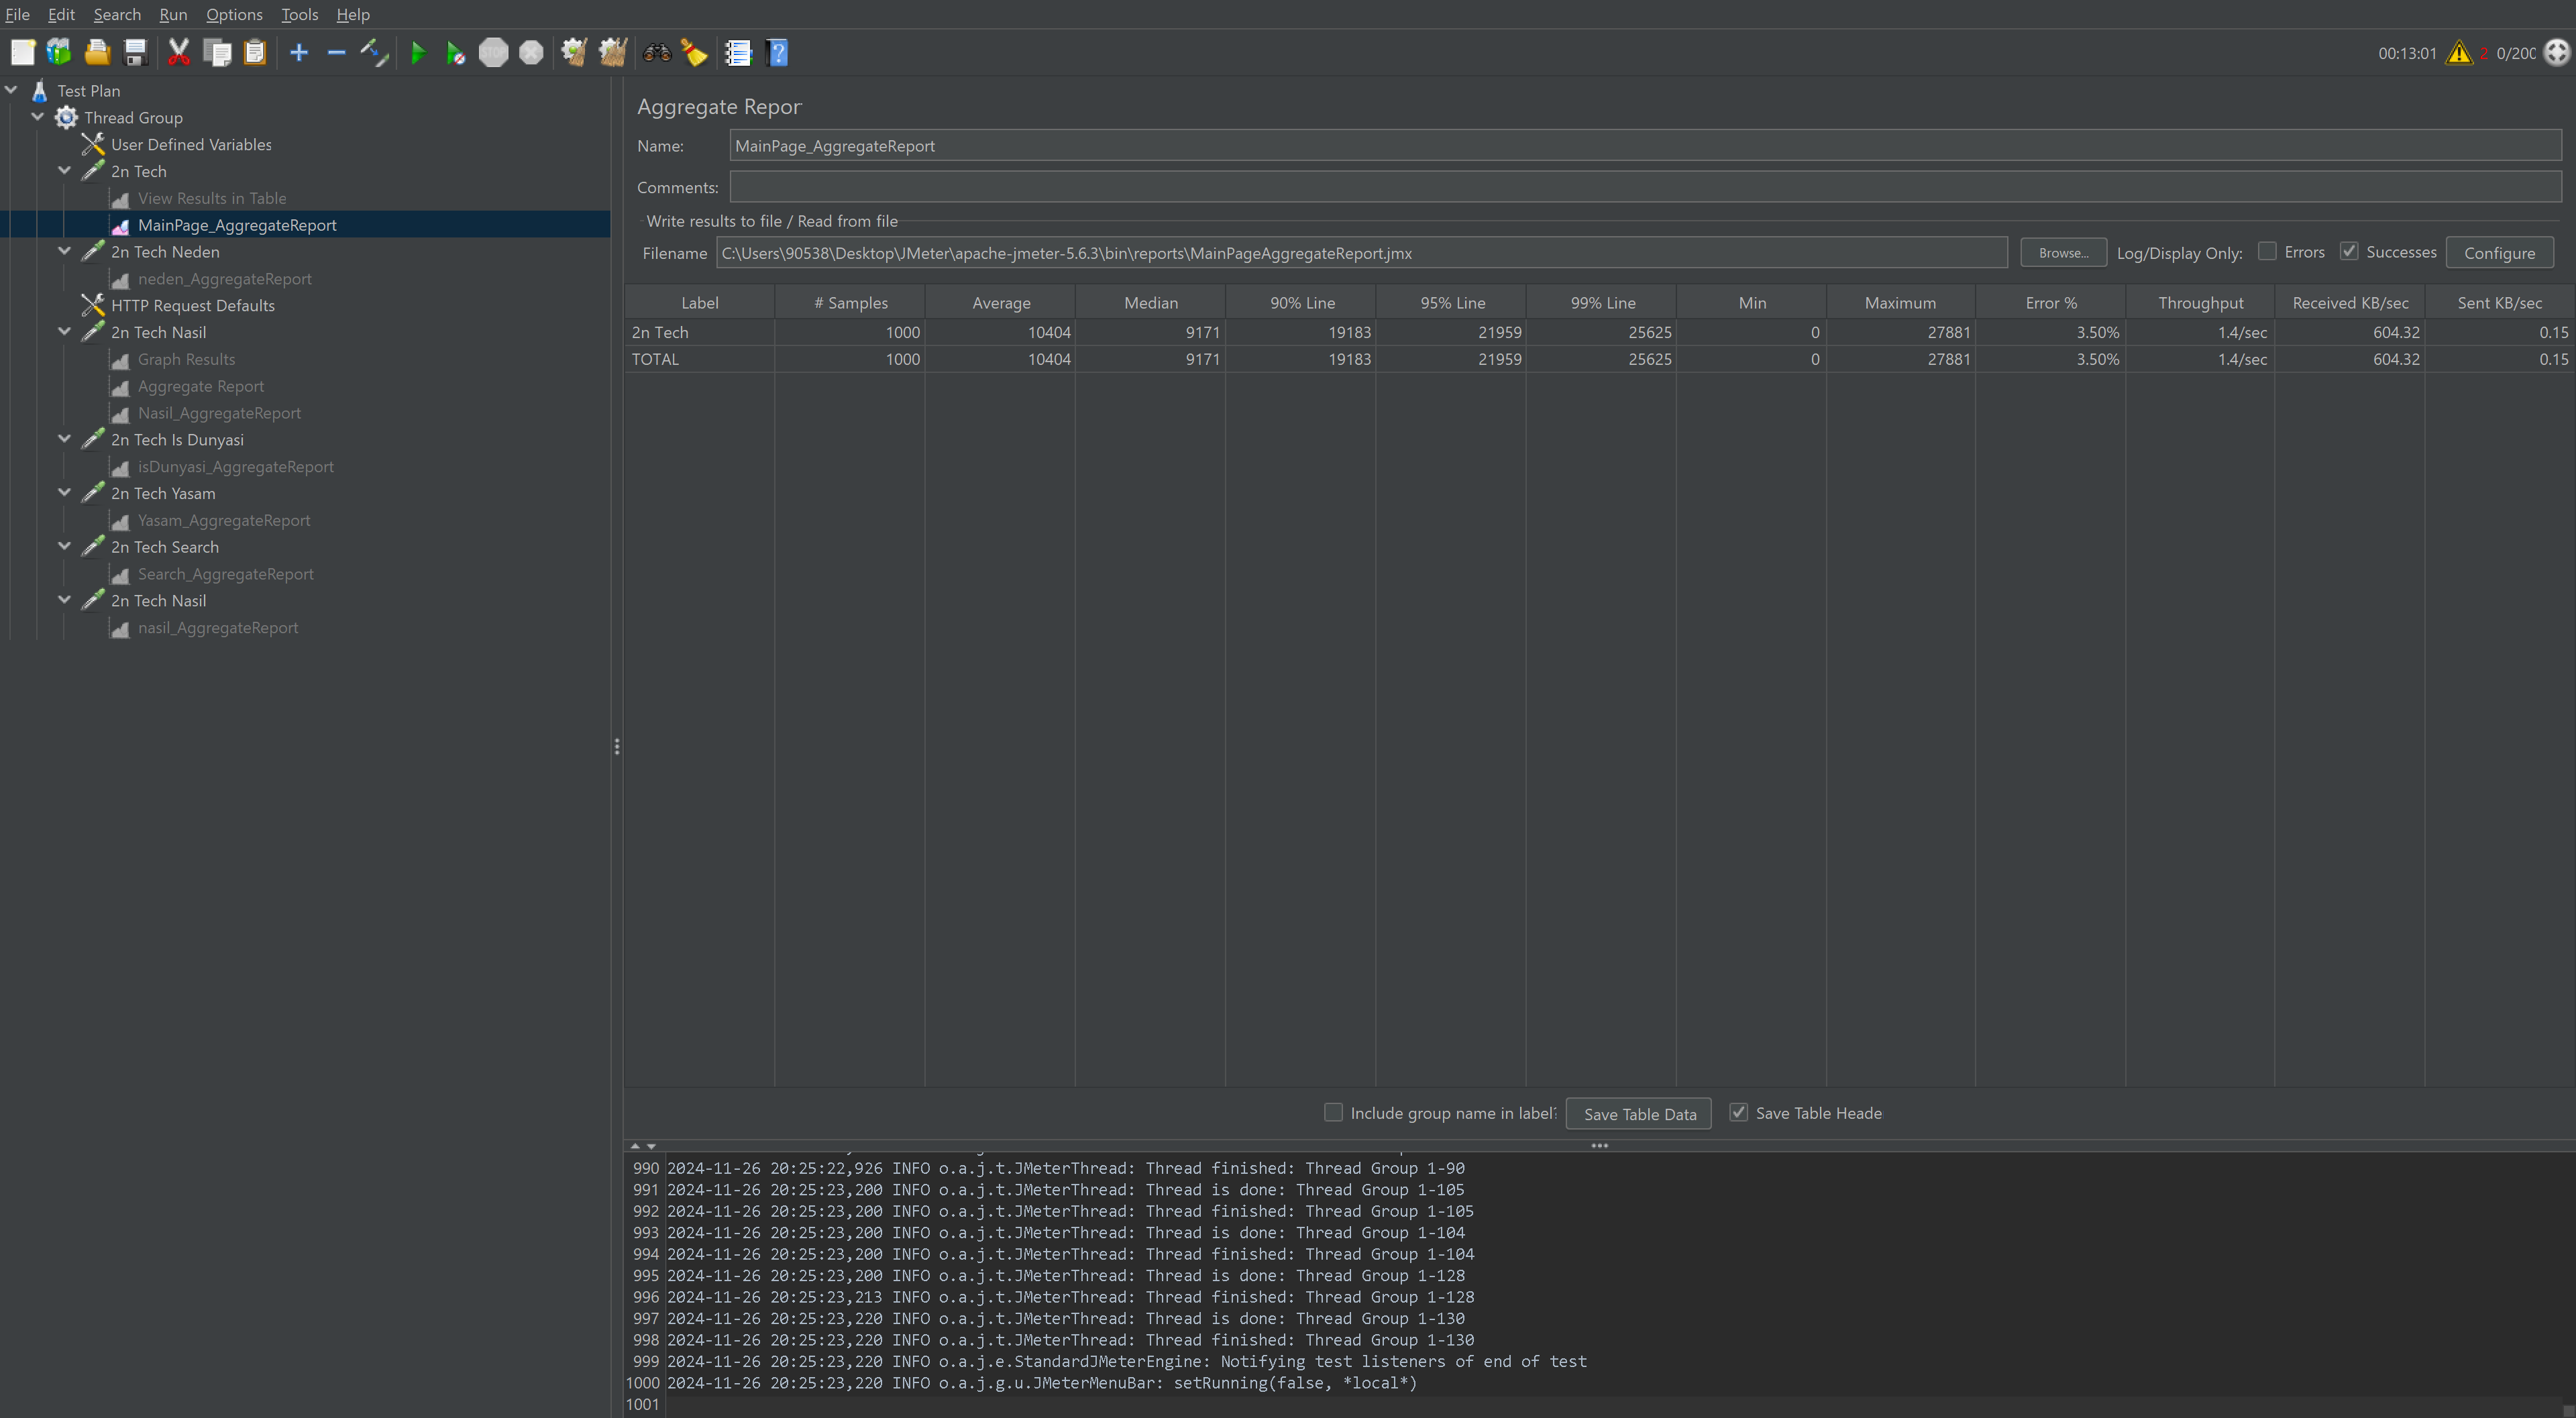 File Edit Search Run Options Tools Help
00:13:01 2 0/200
Test Plan
Thread Group
User Defined Variables
2n Tech
View Results in Table
MainPage_AggregateReport
2n Tech Neden
neden_AggregateReport
HTTP Request Defaults
2n Tech Nasil
Graph Results
Aggregate Report
Nasil_AggregateReport
2n Tech Is Dunyasi
isDunyasi_AggregateReport
2n Tech Yasam
Yasam_AggregateReport
2n Tech Search
Search_AggregateReport
2n Tech Nasil
nasil_AggregateReport
Aggregate Repor
Name: MainPage_AggregateReport
Comments:
Write results to file / Read from file
Filename C:\Users\90538\Desktop\JMeter\apache-jmeter-5.6.3\bin\reports\MainPageAggregateReport.jmx Browse... Log/Display Only: Errors Successes Configure
Label # Samples Average Median 90% Line 95% Line 99% Line Min Maximum Error % Throughput Received KB/sec Sent KB/sec
2n Tech 1000 10404 9171 19183 21959 25625 0 27881 3.50% 1.4/sec 604.32 0.15
TOTAL 1000 10404 9171 19183 21959 25625 0 27881 3.50% 1.4/sec 604.32 0.15
Include group name in label? Save Table Data Save Table Heade
990 2024-11-26 20:25:22,926 INFO o.a.j.t.JMeterThread: Thread finished: Thread Group 1-90
991 2024-11-26 20:25:23,200 INFO o.a.j.t.JMeterThread: Thread is done: Thread Group 1-105
992 2024-11-26 20:25:23,200 INFO o.a.j.t.JMeterThread: Thread finished: Thread Group 1-105
993 2024-11-26 20:25:23,200 INFO o.a.j.t.JMeterThread: Thread is done: Thread Group 1-104
994 2024-11-26 20:25:23,200 INFO o.a.j.t.JMeterThread: Thread finished: Thread Group 1-104
995 2024-11-26 20:25:23,200 INFO o.a.j.t.JMeterThread: Thread is done: Thread Group 1-128
996 2024-11-26 20:25:23,213 INFO o.a.j.t.JMeterThread: Thread finished: Thread Group 1-128
997 2024-11-26 20:25:23,220 INFO o.a.j.t.JMeterThread: Thread is done: Thread Group 1-130
998 2024-11-26 20:25:23,220 INFO o.a.j.t.JMeterThread: Thread finished: Thread Group 1-130
999 2024-11-26 20:25:23,220 INFO o.a.j.e.StandardJMeterEngine: Notifying test listeners of end of test
1000 2024-11-26 20:25:23,220 INFO o.a.j.g.u.JMeterMenuBar: setRunning(false, *local*)
1001